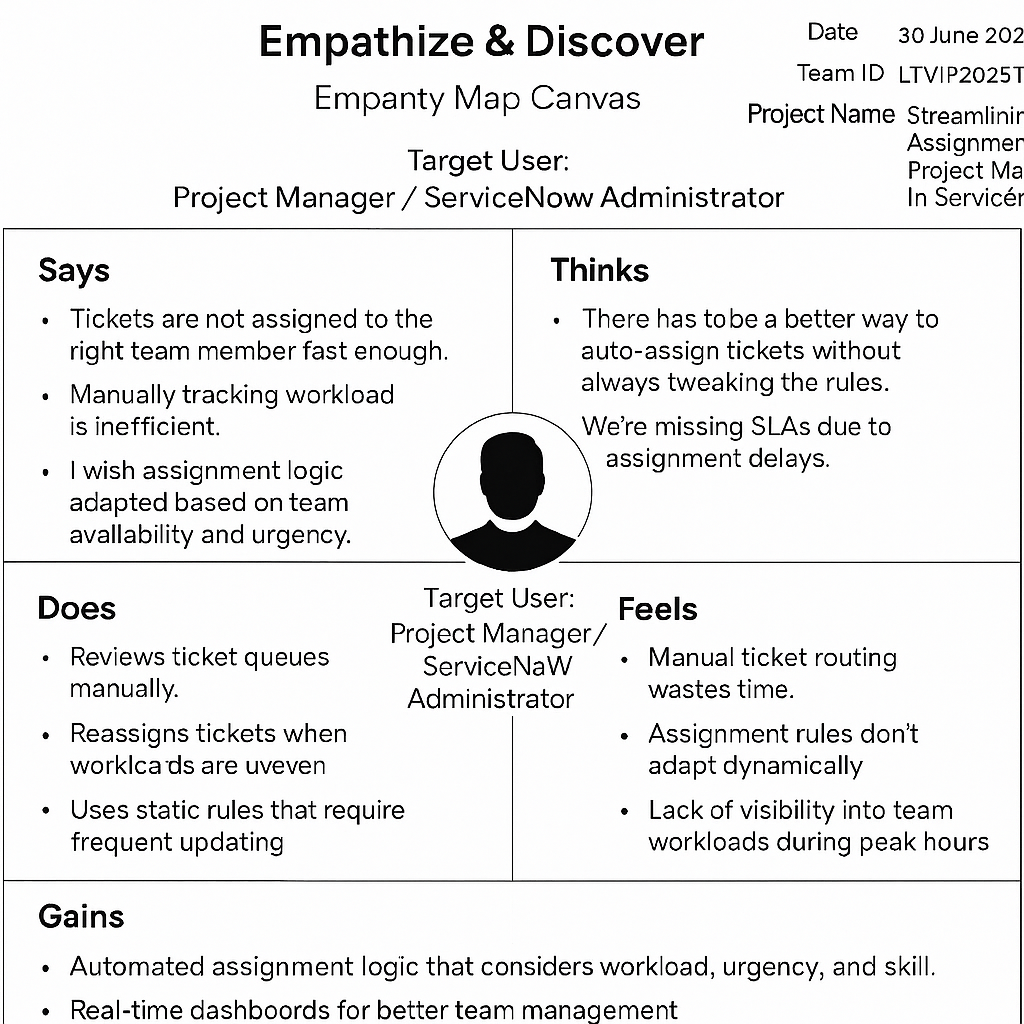 Empathize & Discover
Empanty Map Canvas
Target User:
Project Manager / ServiceNow Administrator
Date 30 June 202
Team ID LTVIP2025T
Project Name Streamlinin
Assignmen
Project Ma
In Servicér
Says
• Tickets are not assigned to the
right team member fast enough.
• Manually tracking workload
is inefficient.
• I wish assignment logic
adapted based on team
avallability and urgency.
Thinks
• There has to be a better way to
auto-assign tickets without
always tweaking the rules.
We're missing SLAs due to
assignment delays.
Target User:
Project Manager/
ServiceNaW
Administrator
Does
• Reviews ticket queues
manually.
• Reassigns tickets when
worklcads are uveven
• Uses static rules that require
frequent updating
Feels
• Manual ticket routing
wastes time.
• Assignment rules don't
adapt dynamically
• Lack of visibility into team
workloads during peak hours
Gains
• Automated assignment logic that considers workload, urgency, and skill.
• Real-time dashboords for better team management